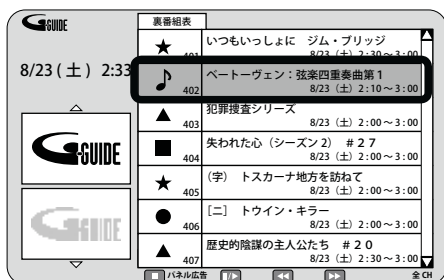 G-GUIDE
裏番組表
8/23 (土) 2:33
いつもいっしょに ジム・ブリッジ
401
8/23 (土) 2:30～3:00
ベートーヴェン：弦楽四重奏曲第1
402
8/23 (土) 2:10～3:00
犯罪捜査シリーズ
403
8/23 (土) 2:00～3:00
失われた心（シーズン2） #27
404
8/23 (土) 2:00～3:00
（字） トスカーナ地方を訪ねて
405
8/23 (土) 2:00～3:00
［二］ トウイン・キラー
406
8/23 (土) 2:00～3:00
歴史的陰謀の主人公たち #20
407
8/23 (土) 2:30～3:00
G-GUIDE
G-GUIDE
パネル広告
全 CH